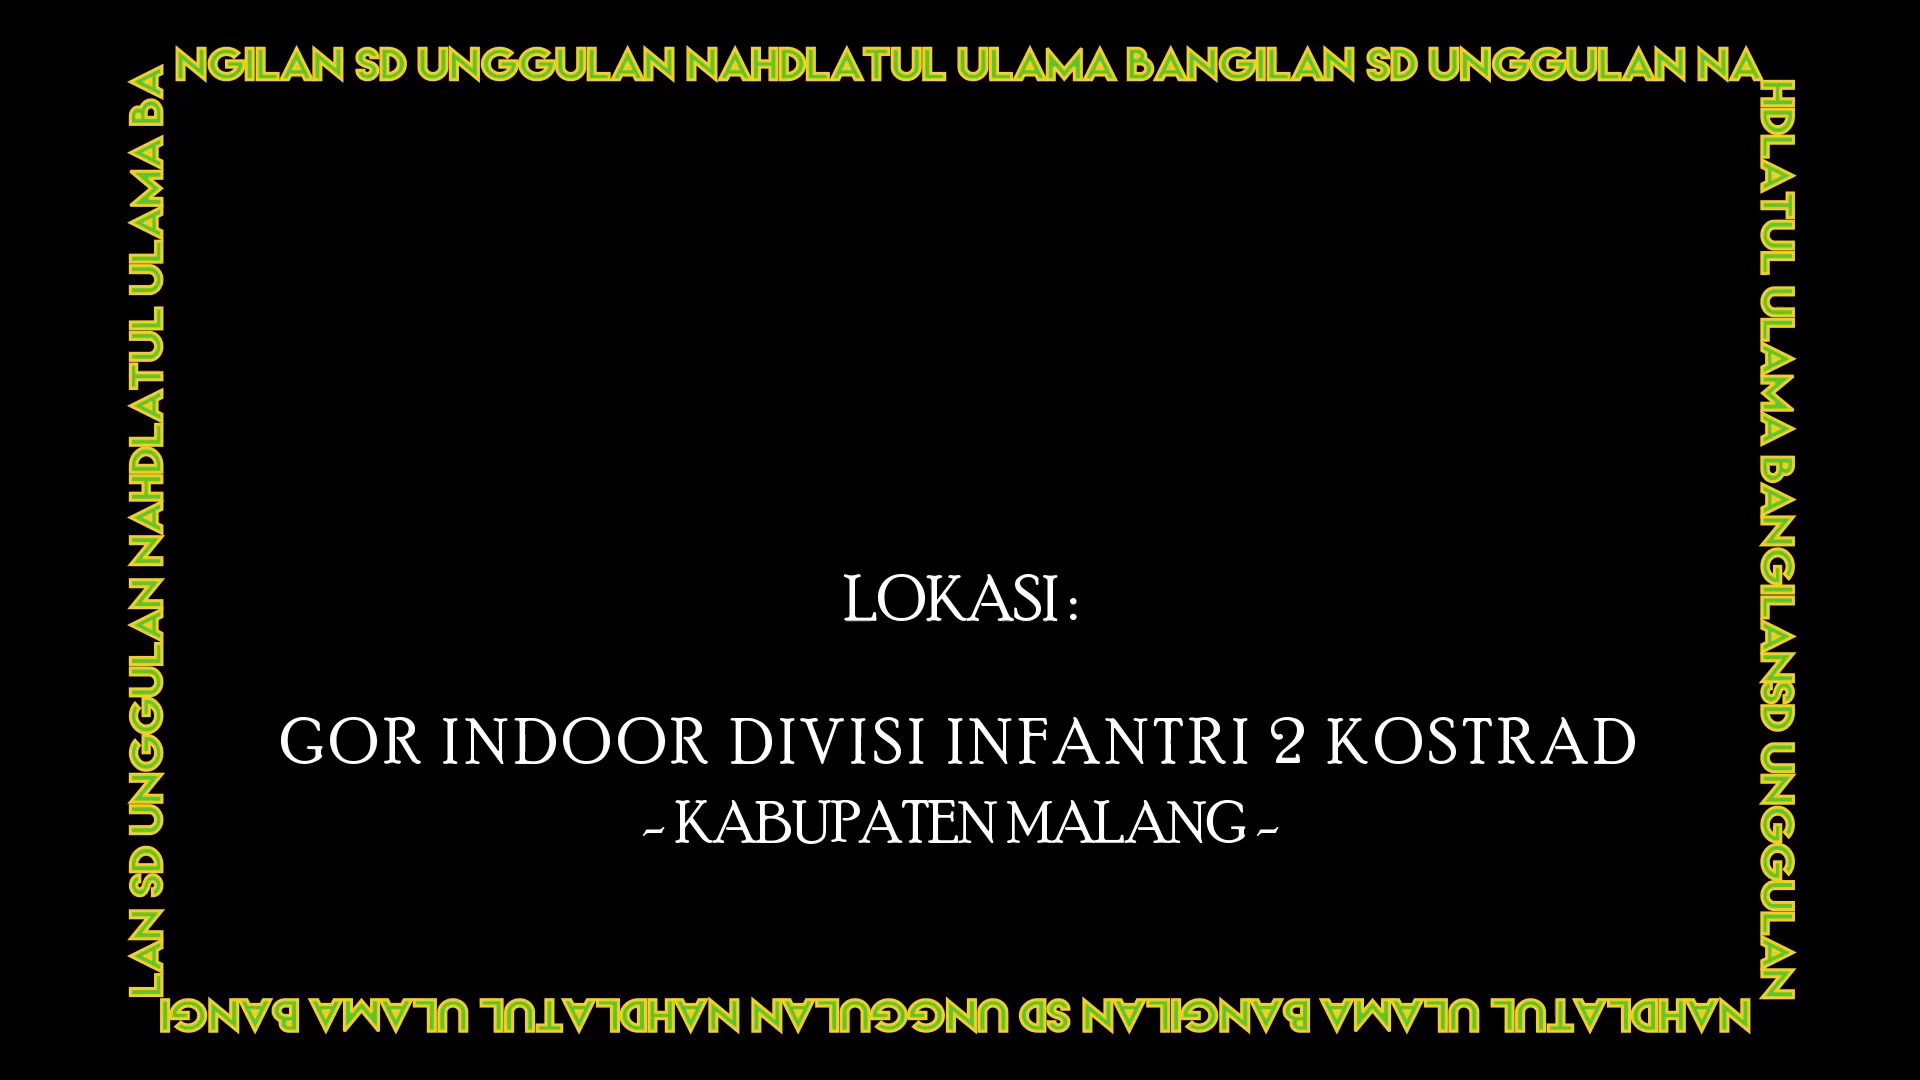 NGILAN SD UNGGULAN NAHDLATUL ULAMA BANGILAN SD UNGGULAN NA
HDLATUL ULAMA BANGILANSD UNGGULAN
NAHDLATUL ULAMA BANGILAN SD UNGGULAN NAHDLATUL ULAMA BANGI
LAN SD UNGGULAN NAHDLATUL ULAMA BA
LOKASI :
GOR INDOOR DIVISI INFANTRI 2 KOSTRAD
- KABUPATEN MALANG -